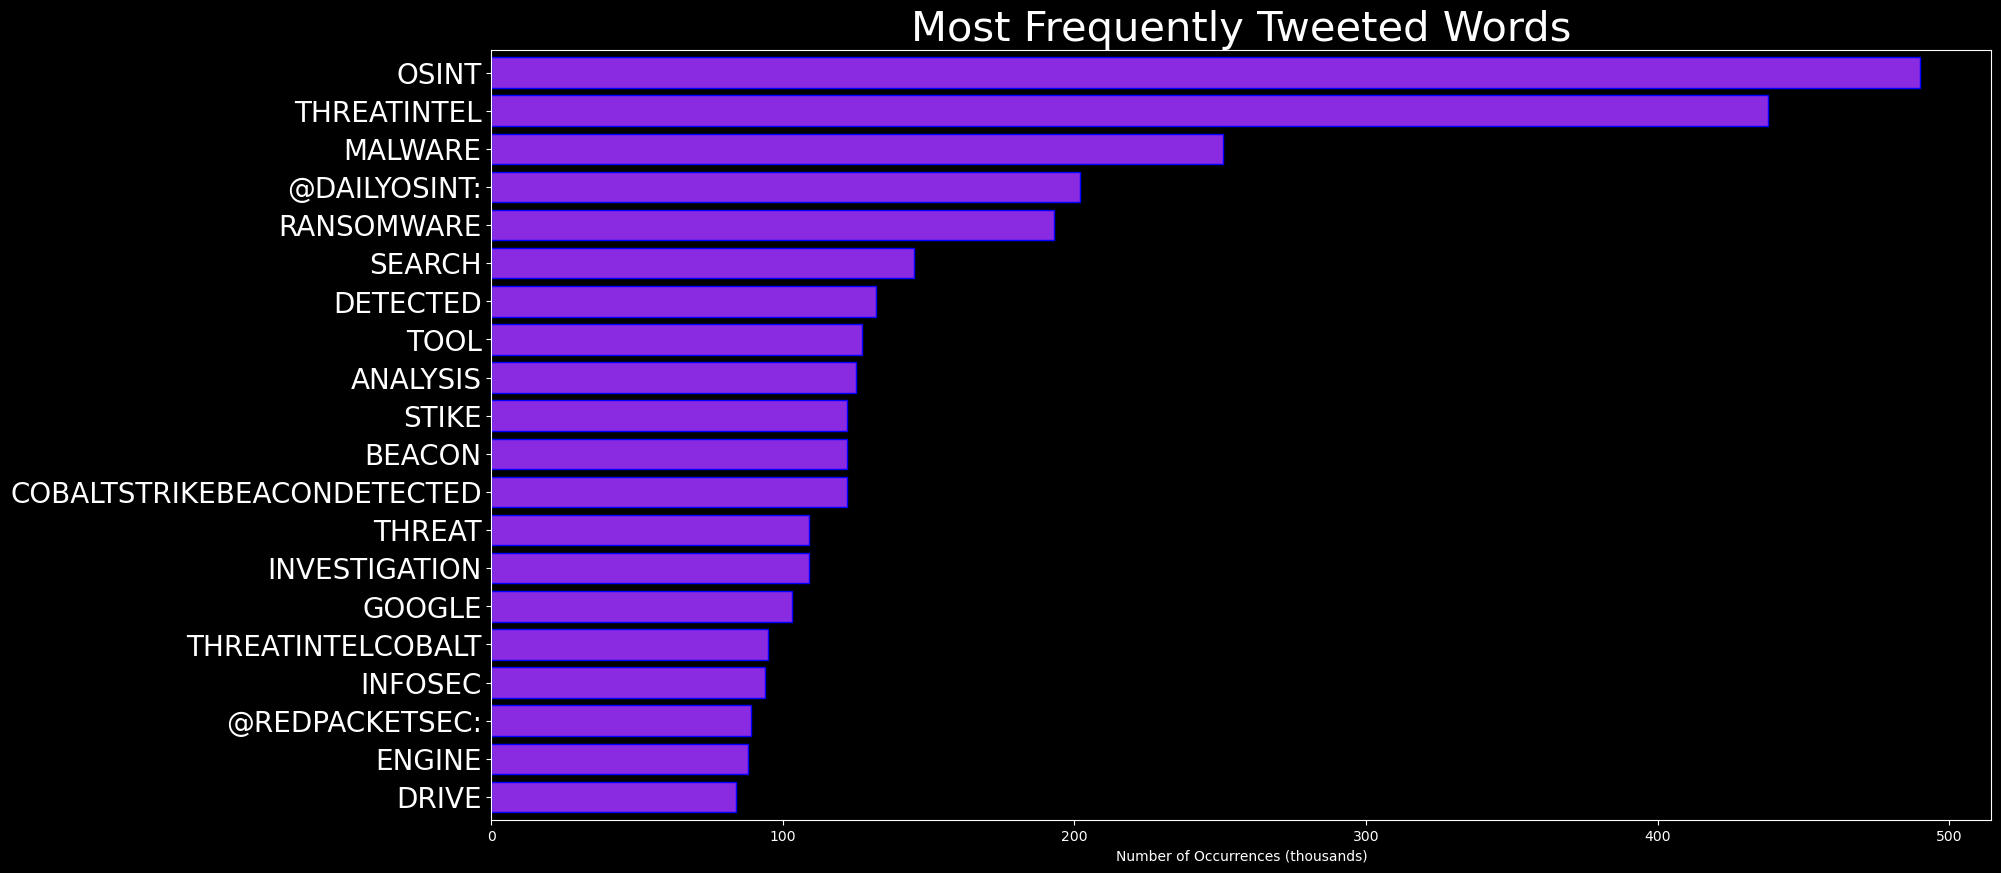 Most Frequently Tweeted Words
OSINT
THREATINTEL
MALWARE
@DAILYOSINT:
RANSOMWARE
SEARCH
DETECTED
TOOL
ANALYSIS
STIKE
BEACON
COBALTSTRIKEBEACONDETECTED
THREAT
INVESTIGATION
GOOGLE
THREATINTELCOBALT
INFOSEC
@REDPACKETSEC:
ENGINE
DRIVE
0 100 200 300 400 500
Number of Occurrences (thousands)